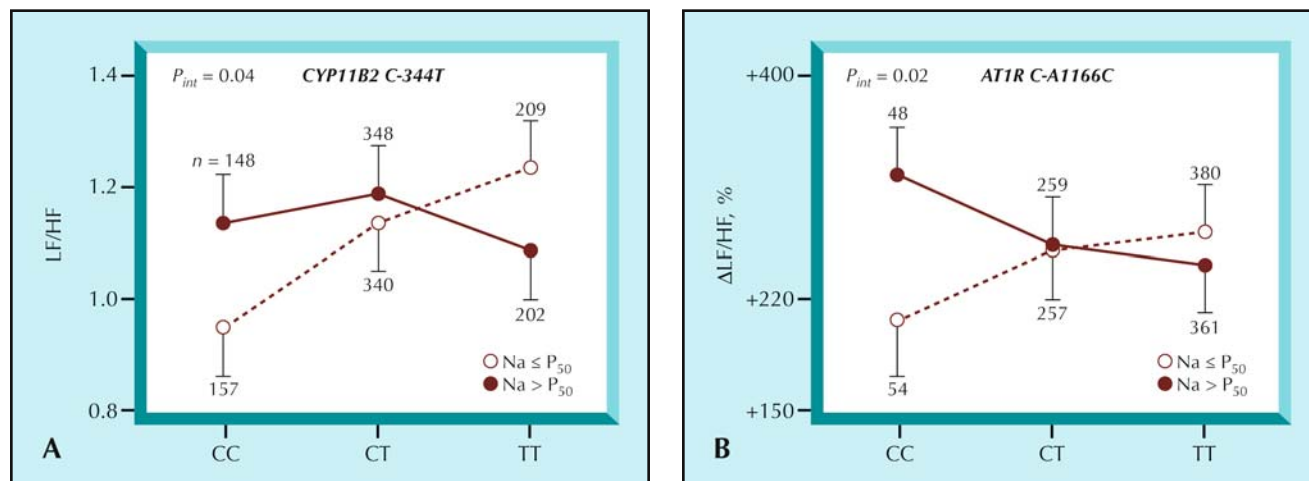 1.4
1.2
1.0
0.8
LF/HF
P_int = 0.04
CYP11B2 C-344T
n = 148
348
209
157
340
202
Na ≤ P50
Na > P50
A
CC
CT
TT
+400
+220
+150
ΔLF/HF, %
P_int = 0.02
AT1R C-A1166C
48
259
380
54
257
361
Na ≤ P50
Na > P50
B
CC
CT
TT